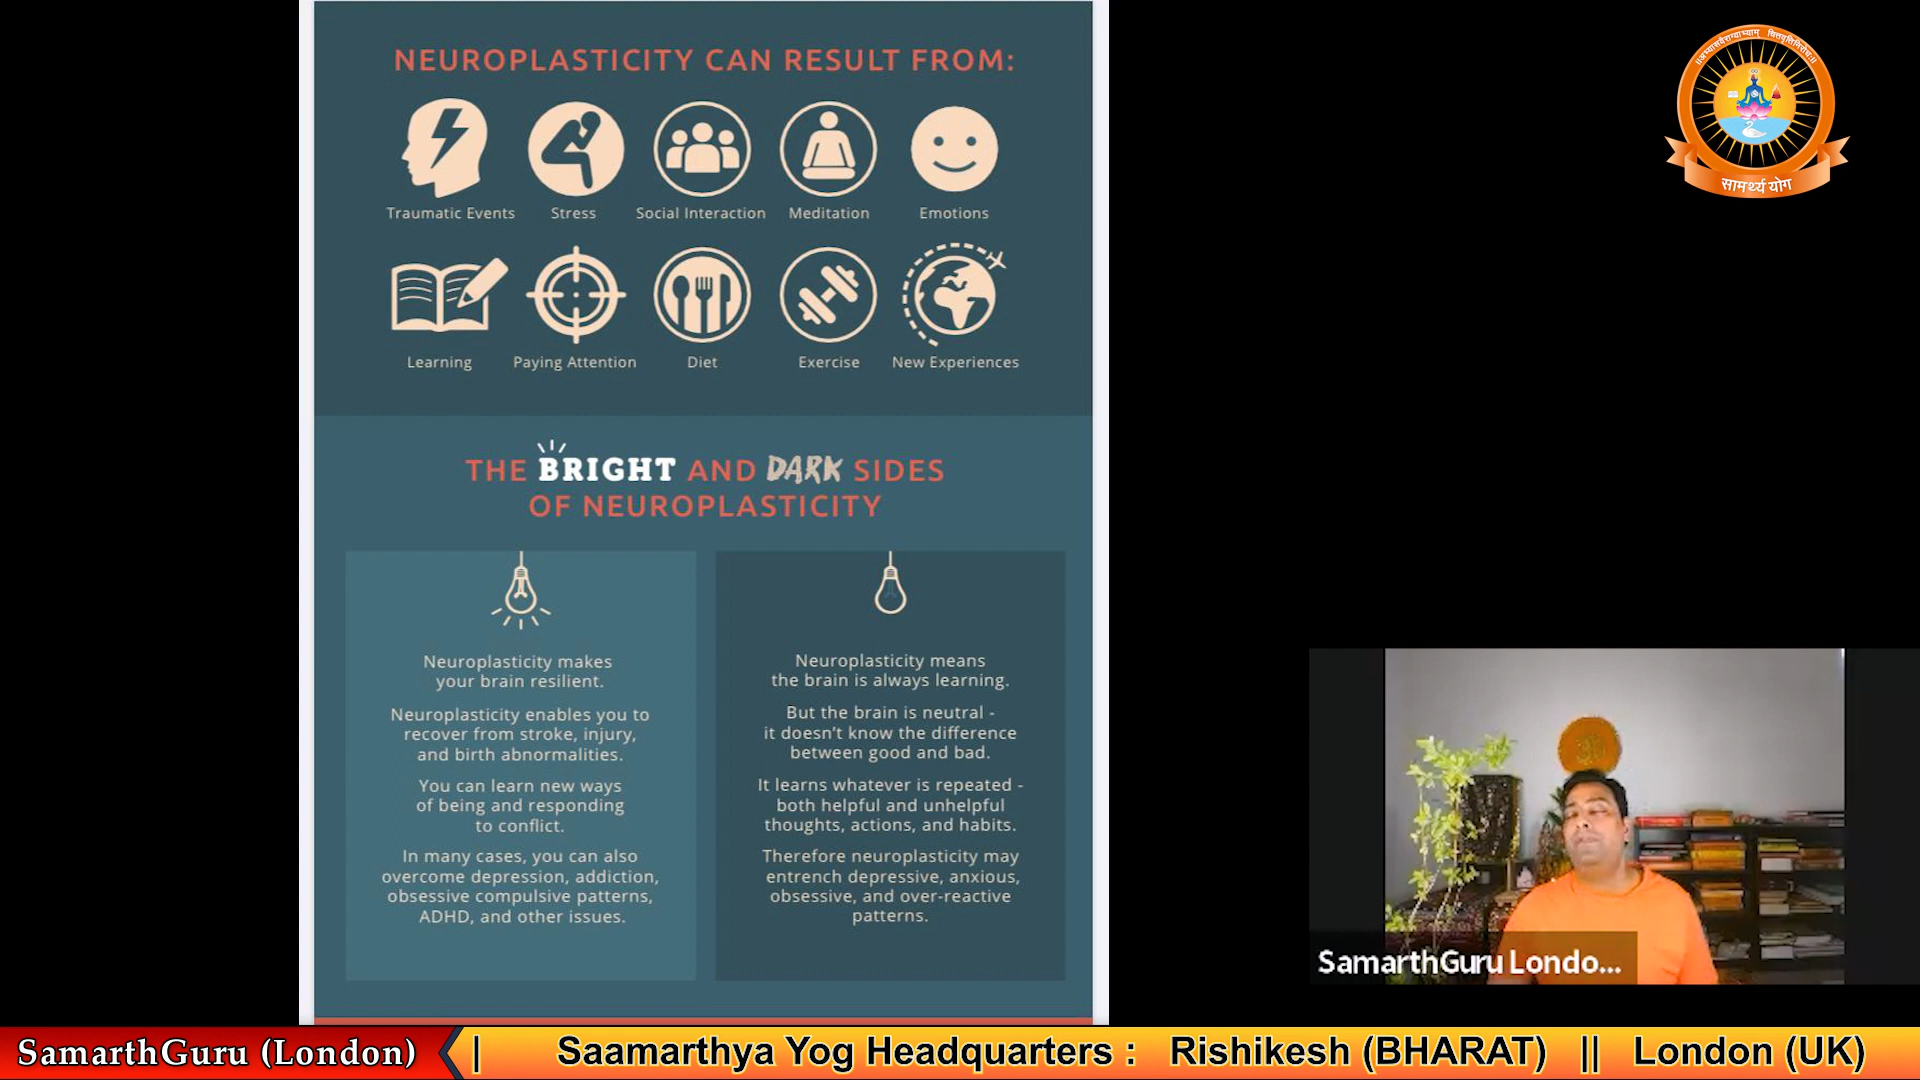 NEUROPLASTICITY CAN RESULT FROM:
Traumatic Events
Stress
Social Interaction
Meditation
Emotions
Learning
Paying Attention
Diet
Exercise
New Experiences
THE BRIGHT AND DARK SIDES
OF NEUROPLASTICITY
Neuroplasticity makes
your brain resilient.
Neuroplasticity enables you to
recover from stroke, injury,
and birth abnormalities.
You can learn new ways
of being and responding
to conflict.
In many cases, you can also
overcome depression, addiction,
obsessive compulsive patterns,
ADHD, and other issues.
Neuroplasticity means
the brain is always learning.
But the brain is neutral -
it doesn't know the difference
between good and bad.
It learns whatever is repeated -
both helpful and unhelpful
thoughts, actions, and habits.
Therefore neuroplasticity may
entrench depressive, anxious,
obsessive, and over-reactive
patterns.
॥अभ्यासवैराग्याभ्याम् चित्तवृत्तिनिरोधः॥
सामर्थ्य योग
SamarthGuru Londo...
SamarthGuru (London) | Saamarthya Yog Headquarters : Rishikesh (BHARAT) || London (UK)